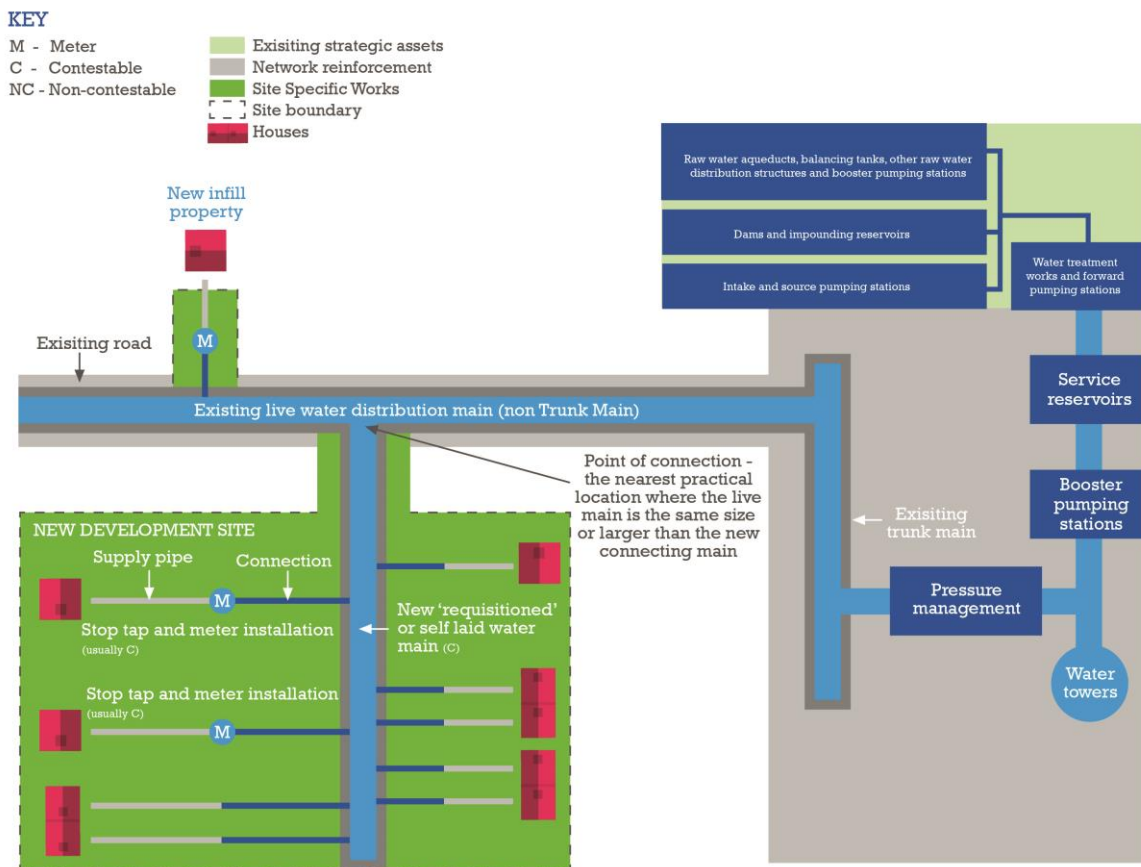 KEY
M - Meter
C - Contestable
NC - Non-contestable
Exisiting strategic assets
Network reinforcement
Site Specific Works
Site boundary
Houses
New infill
property
M
Exisiting road
Existing live water distribution main (non Trunk Main)
Raw water aqueducts, balancing tanks, other raw water
distribution structures and booster pumping stations
Dams and impounding reservoirs
Intake and source pumping stations
Water treatment
works and forward
pumping stations
Service
reservoirs
Booster
pumping
stations
Point of connection -
the nearest practical
location where the live
main is the same size
or larger than the new
connecting main
Exisiting
trunk main
Pressure
management
Water
towers
NEW DEVELOPMENT SITE
Supply pipe
Connection
M
Stop tap and meter installation
(usually C)
New ‘requisitioned’
or self laid water
main (C)
Stop tap and meter installation
(usually C)
M